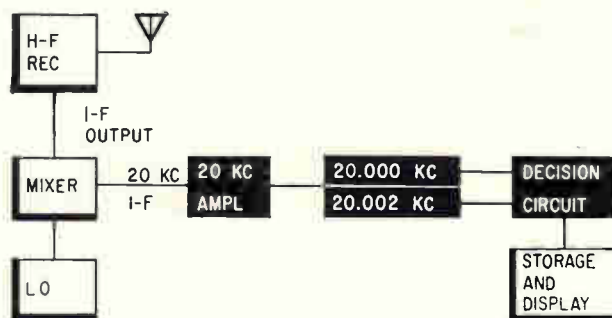 H-F
REC
I-F
OUTPUT
MIXER
20 KC
I-F
20 KC
AMPL
20.000 KC
20.002 KC
DECISION
CIRCUIT
LO
STORAGE
AND
DISPLAY